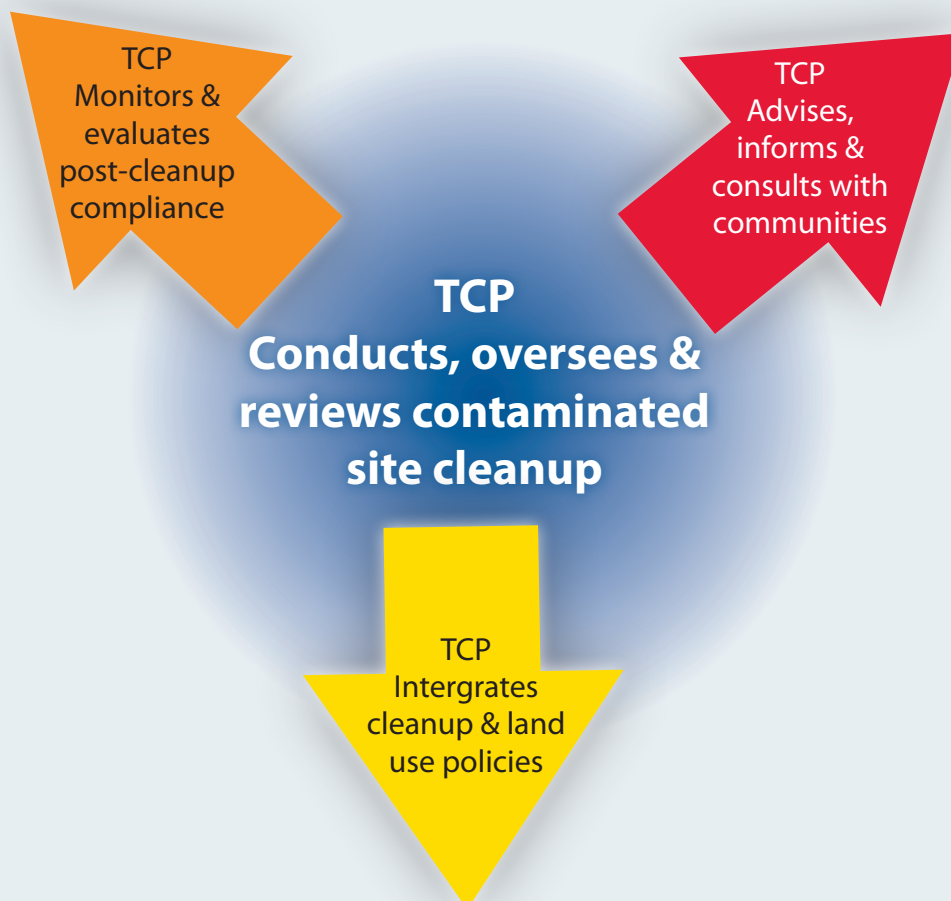 TCP
Monitors &
evaluates
post-cleanup
compliance
TCP
Advises,
informs &
consults with
communities
TCP
Conducts, oversees &
reviews contaminated
site cleanup
TCP
Intergrates
cleanup & land
use policies